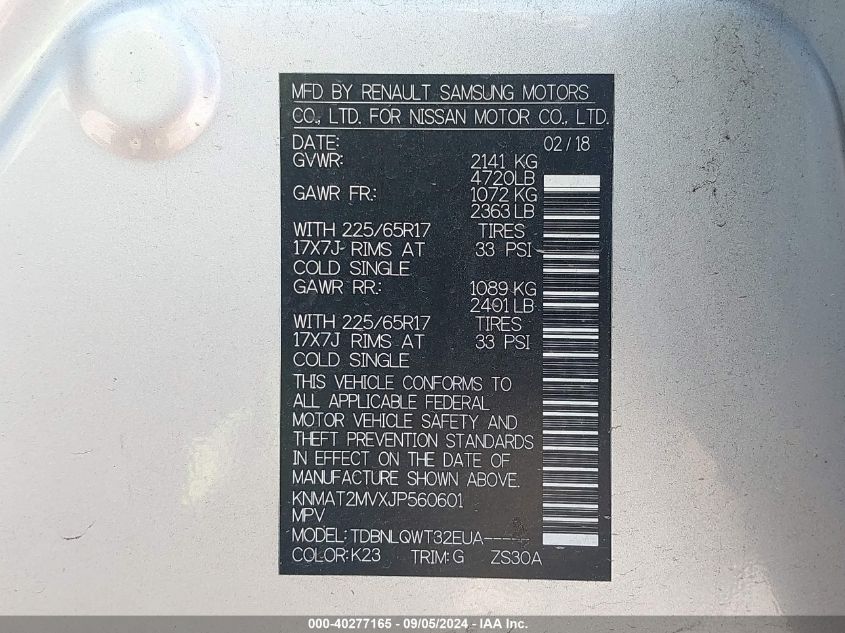 MFD BY RENAULT SAMSUNG MOTORS
CO., LTD. FOR NISSAN MOTOR CO., LTD.
DATE: 02 / 18
GVWR: 2141 KG
4720LB
GAWR FR.: 1072 KG
2363 LB
WITH 225/65R17 TIRES
17X7J RIMS AT 33 PSI
COLD SINGLE
GAWR RR.: 1089 KG
2401 LB
WITH 225/65R17 TIRES
17X7J RIMS AT 33 PSI
COLD SINGLE
THIS VEHICLE CONFORMS TO
ALL APPLICABLE FEDERAL
MOTOR VEHICLE SAFETY AND
THEFT PREVENTION STANDARDS
IN EFFECT ON THE DATE OF
MANUFACTURE SHOWN ABOVE.
KNMAT2MVXJP560601
MPV
MODEL: TDBNLQWT32EUA-----
COLOR: K23 TRIM: G ZS30A
000-40277165 - 09/05/2024 - IAA Inc.